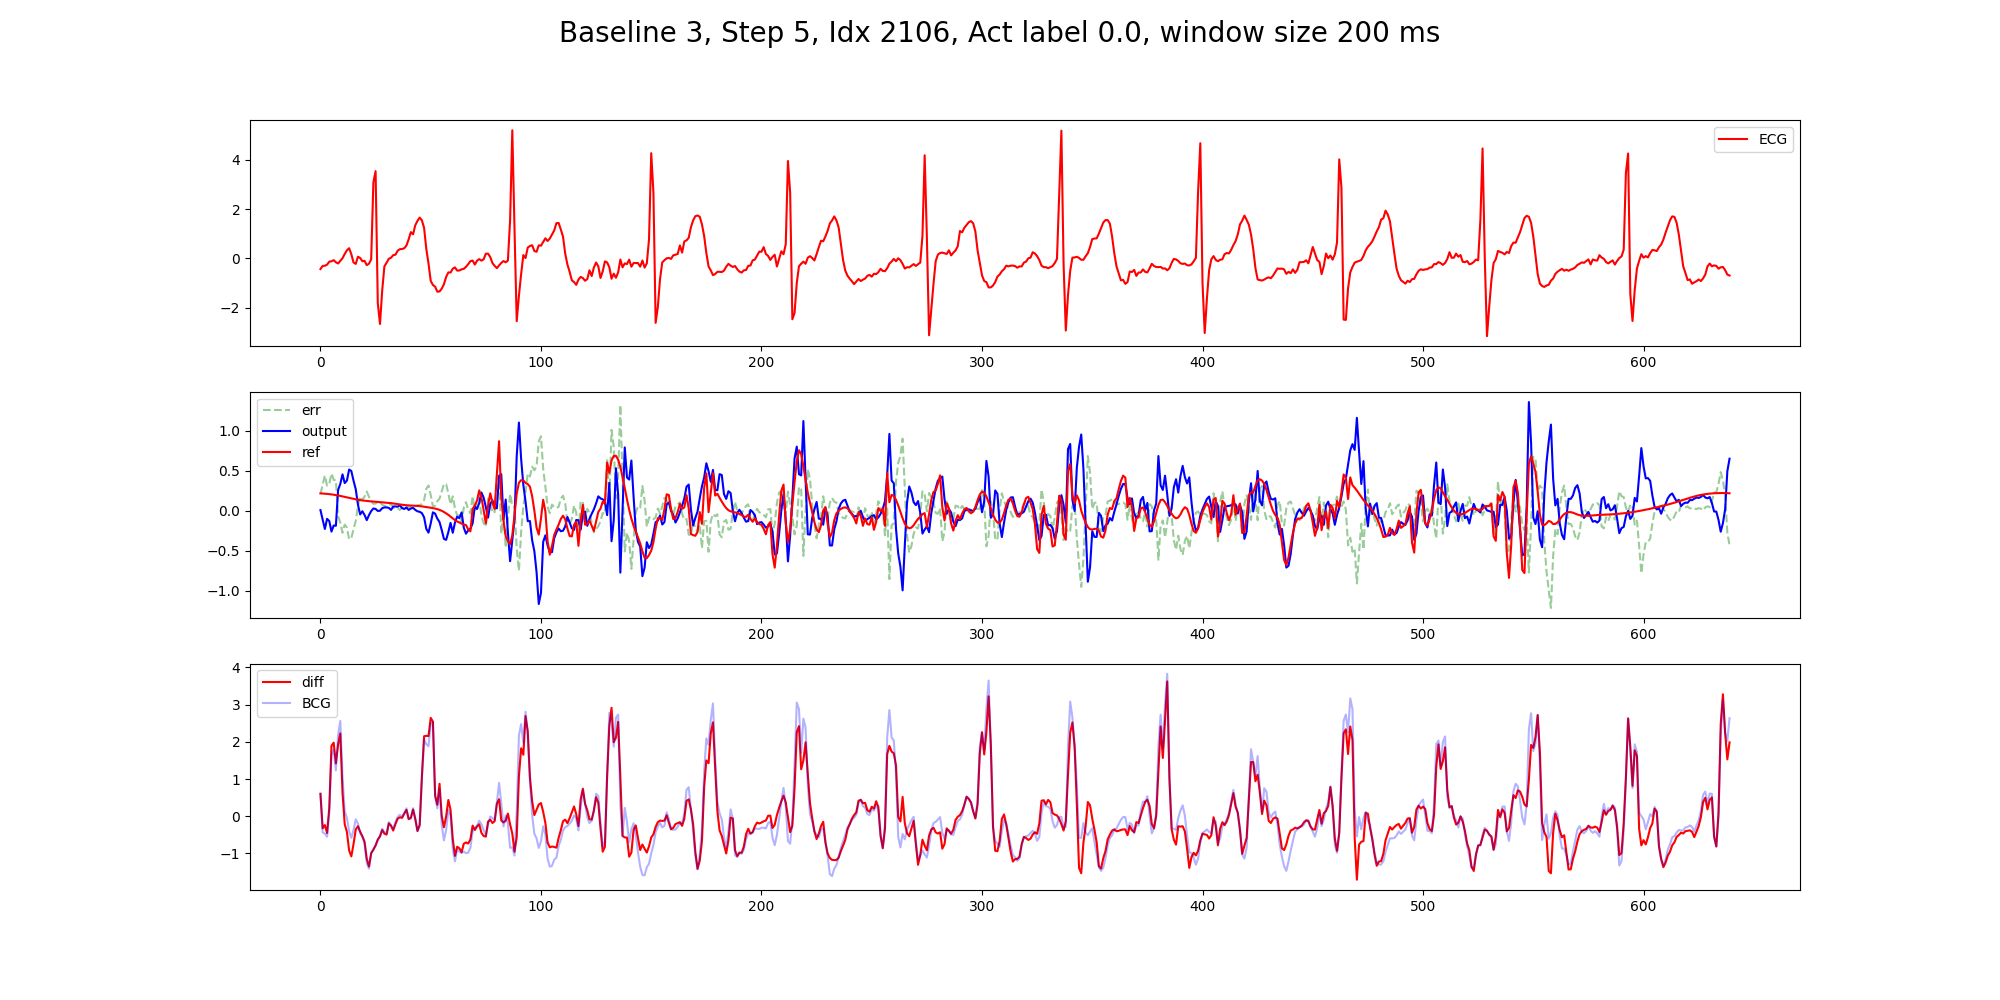 Baseline 3, Step 5, Idx 2106, Act label 0.0, window size 200 ms
ECG
4
2
0
−2
0 100 200 300 400 500 600
err
output
ref
1.0
0.5
0.0
−0.5
−1.0
0 100 200 300 400 500 600
diff
BCG
4
3
2
1
0
−1
0 100 200 300 400 500 600